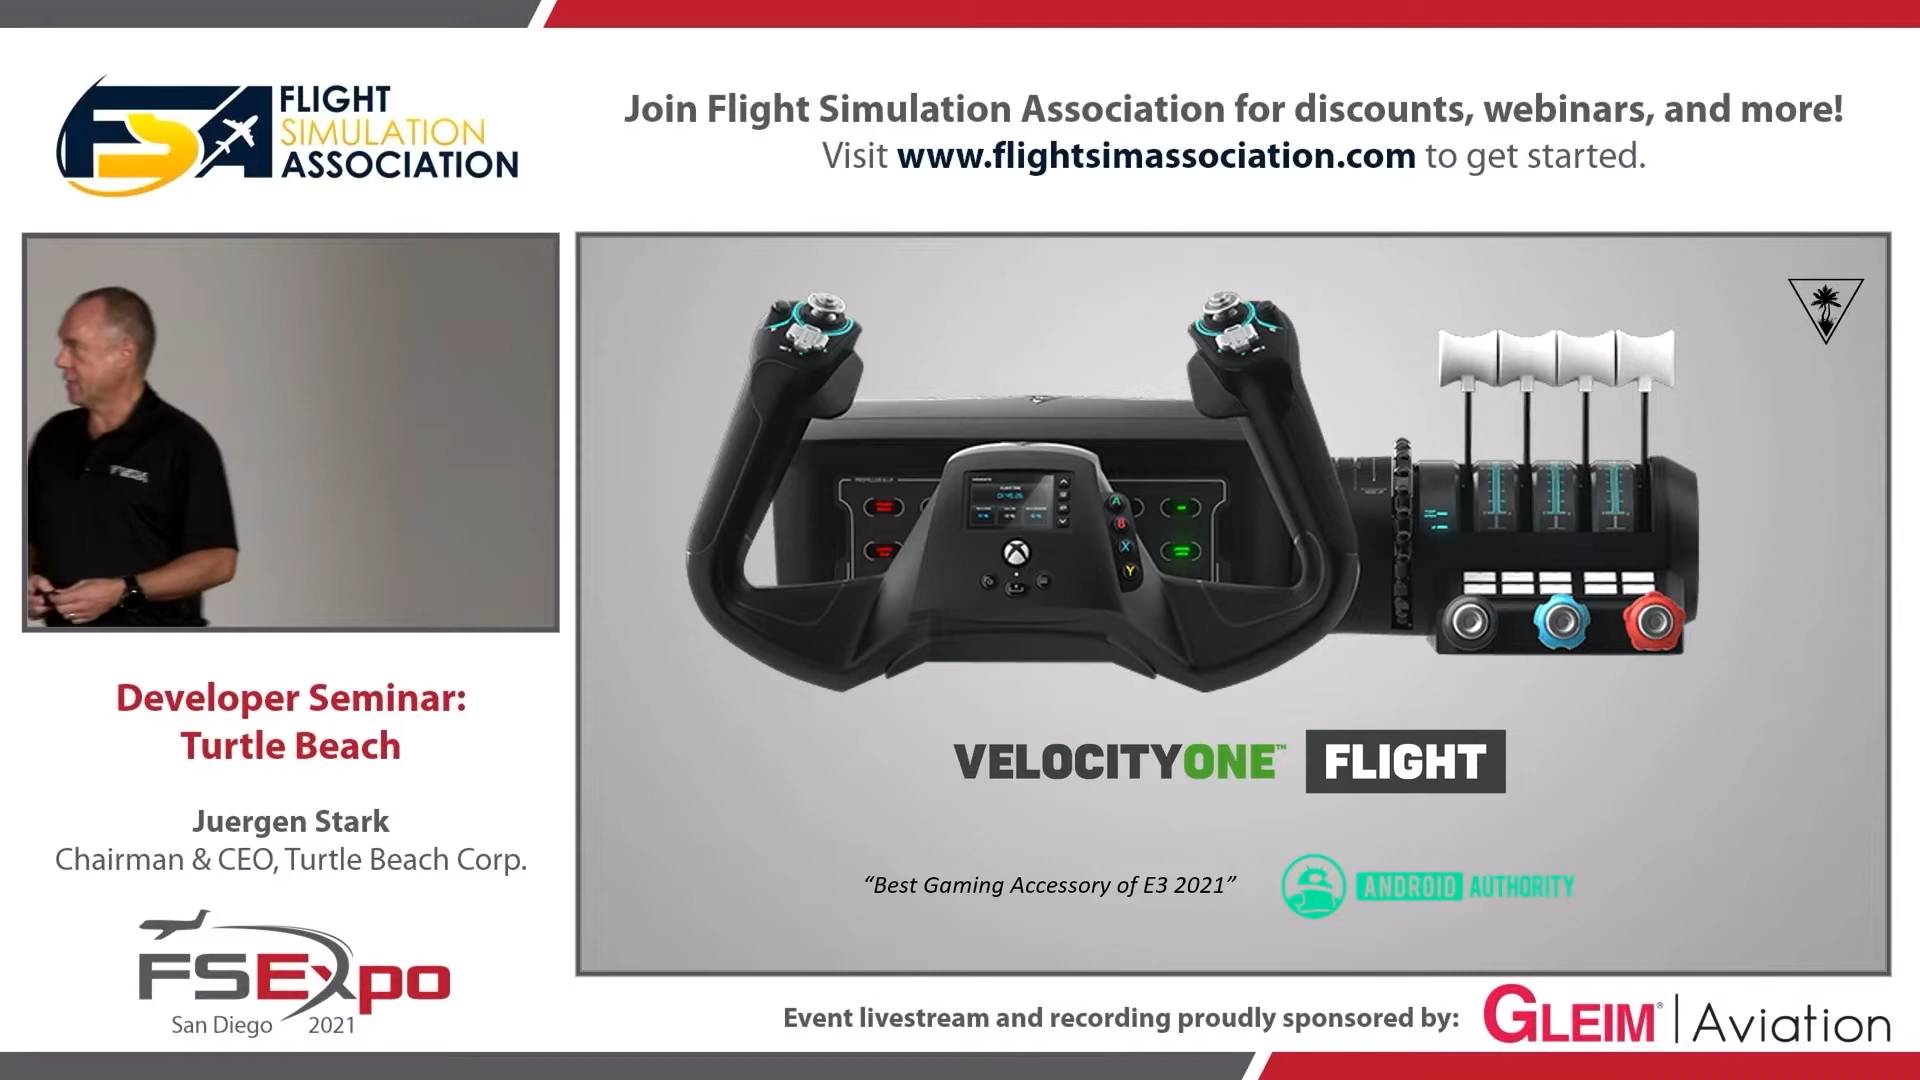 FSA FLIGHT
SIMULATION
ASSOCIATION
Join Flight Simulation Association for discounts, webinars, and more!
Visit www.flightsimassociation.com to get started.
A
B
X
Y
VELOCITYONE™ FLIGHT
“Best Gaming Accessory of E3 2021”
ANDROID AUTHORITY
Developer Seminar:
Turtle Beach
Juergen Stark
Chairman & CEO, Turtle Beach Corp.
FSExpo
San Diego 2021
Event livestream and recording proudly sponsored by:
GLEIM® | Aviation